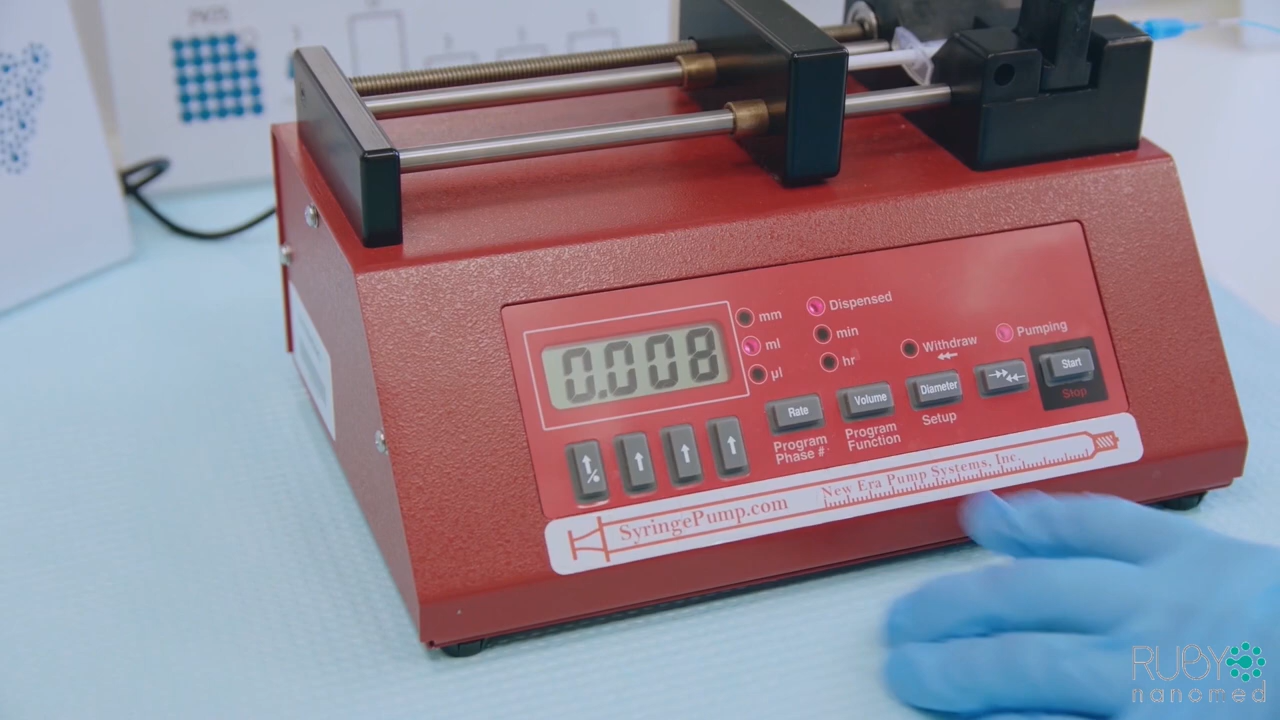 0.008
mm
ml
µl
Dispensed
min
hr
Withdraw
Pumping
Rate
Volume
Diameter
Start
Stop
Setup
Program
Phase #
Program
Function
%
SyringePump.com
New Era Pump Systems, Inc.
RUBY
nanomed